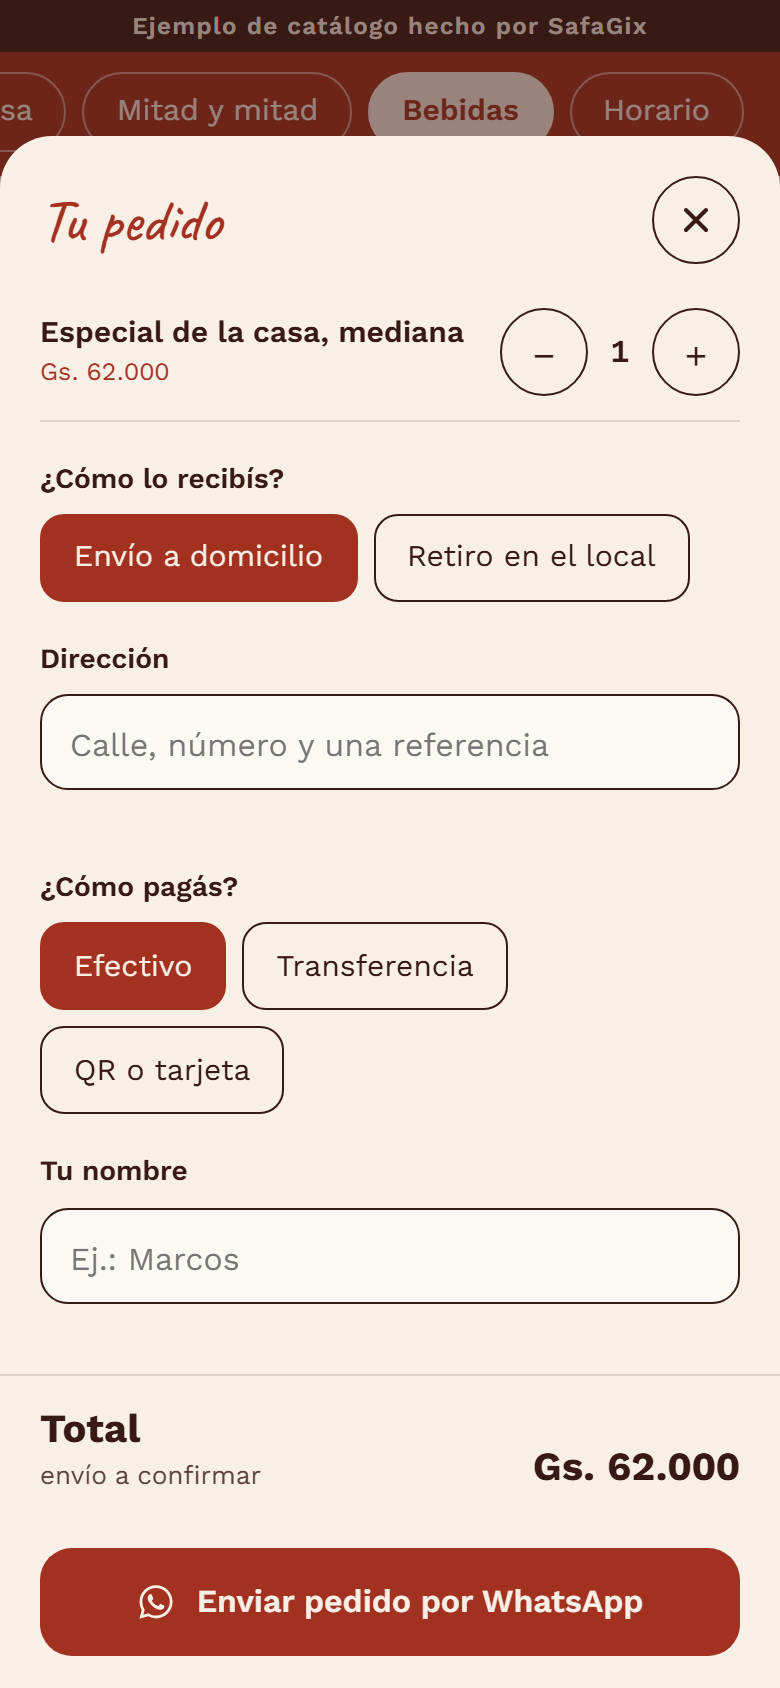 Ejemplo de catálogo hecho por SafaGix
sa Mitad y mitad Bebidas Horario
Tu pedido
Especial de la casa, mediana
Gs. 62.000
− 1 +
¿Cómo lo recibís?
Envío a domicilio Retiro en el local
Dirección
Calle, número y una referencia
¿Cómo pagás?
Efectivo Transferencia
QR o tarjeta
Tu nombre
Ej.: Marcos
Total
envío a confirmar
Gs. 62.000
Enviar pedido por WhatsApp